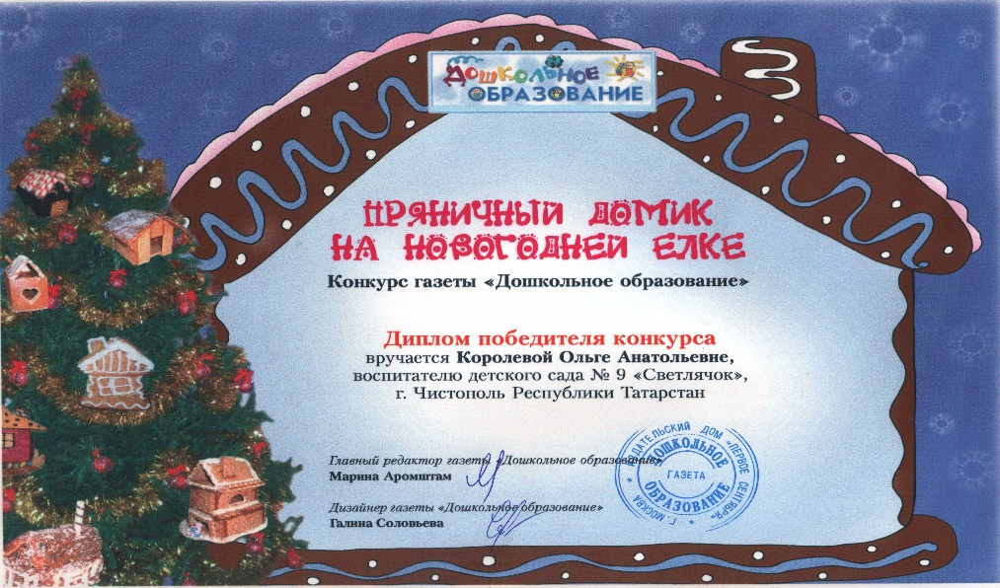 ДОШКОЛЬНОЕ
ОБРАЗОВАНИЕ
ПРЯНИЧНЫЙ ДОМИК
НА НОВОГОДНЕЙ ЕЛКЕ
Конкурс газеты «Дошкольное образование»
Диплом победителя конкурса
вручается Королевой Ольге Анатольевне,
воспитателю детского сада № 9 «Светлячок»,
г. Чистополь Республики Татарстан
Главный редактор газеты «Дошкольное образование»
Марина Аромштам
Дизайнер газеты «Дошкольное образование»
Галина Соловьева
ИЗДАТЕЛЬСКИЙ ДОМ «ПЕРВОЕ СЕНТЯБРЯ»
* Г. МОСКВА *
ДОШКОЛЬНОЕ
ГАЗЕТА
ОБРАЗОВАНИЕ